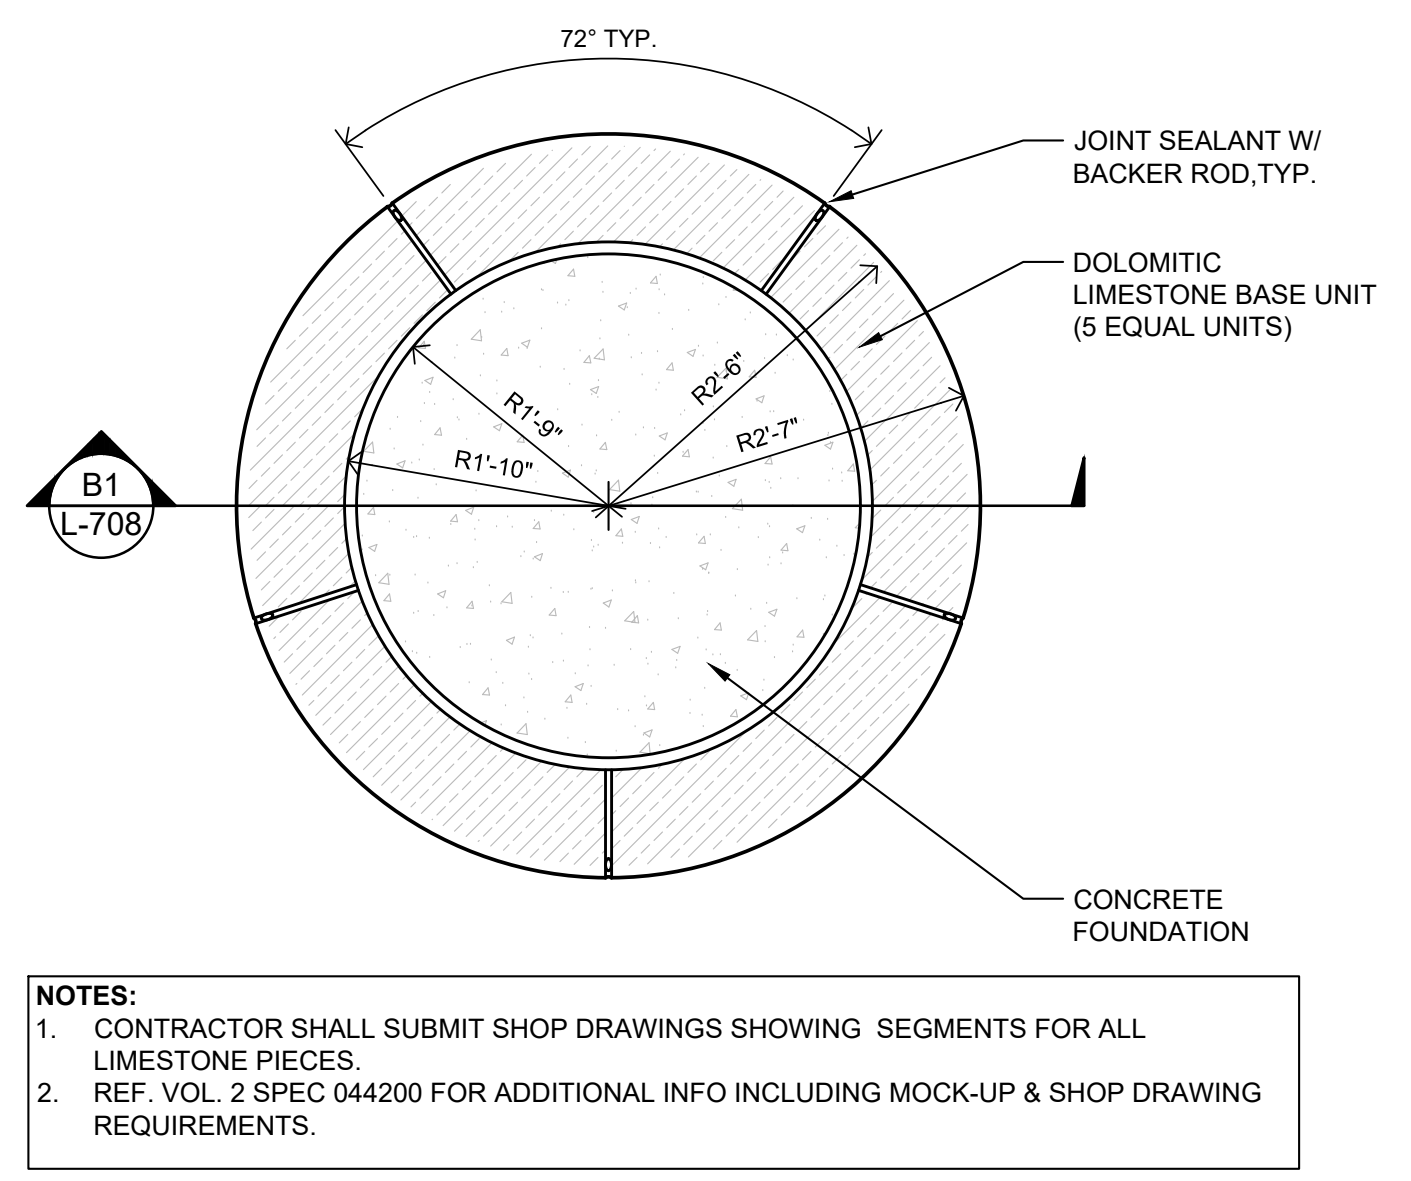 72° TYP.
JOINT SEALANT W/
BACKER ROD,TYP.
DOLOMITIC
LIMESTONE BASE UNIT
(5 EQUAL UNITS)
R2'-6"
R1'-9"
R2'-7"
R1'-10"
B1
L-708
CONCRETE
FOUNDATION
NOTES:
1. CONTRACTOR SHALL SUBMIT SHOP DRAWINGS SHOWING SEGMENTS FOR ALL
LIMESTONE PIECES.
2. REF. VOL. 2 SPEC 044200 FOR ADDITIONAL INFO INCLUDING MOCK-UP & SHOP DRAWING
REQUIREMENTS.